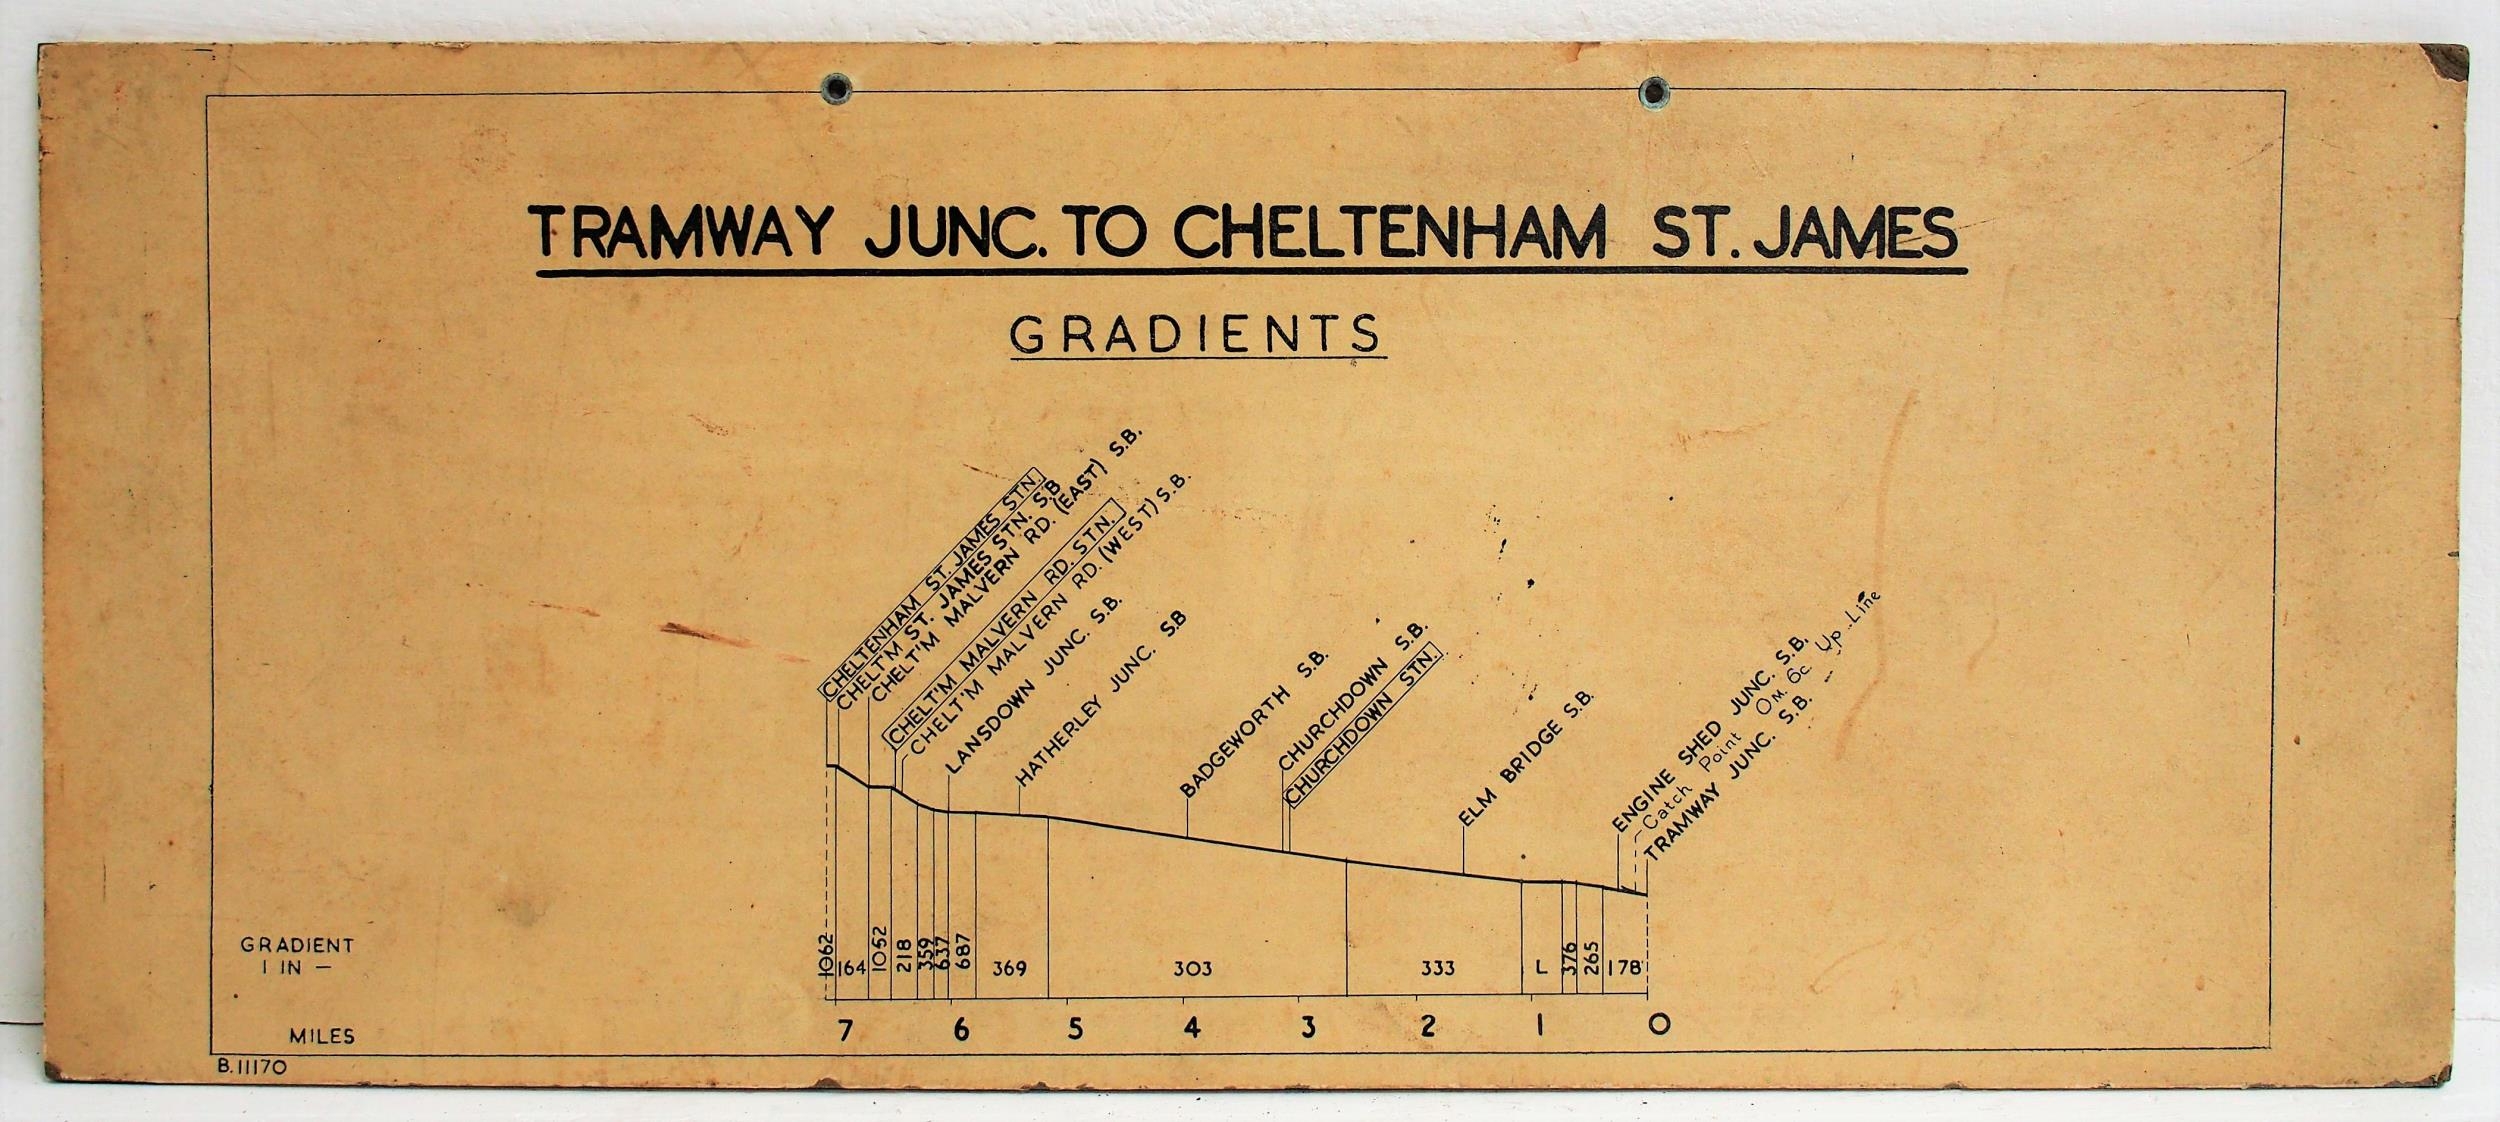 TRAMWAY JUNC. TO CHELTENHAM ST. JAMES
GRADIENTS
CHELTENHAM ST. JAMES STN.
CHELT'M ST. JAMES STN. S.B
CHELT'M MALVERN RD. (EAST) S.B.
CHELT'M MALVERN RD. STN.
CHELT'M MALVERN RD. (WEST) S.B.
LANSDOWN JUNC. S.B.
HATHERLEY JUNC. S.B
BADGEWORTH S.B.
CHURCHDOWN S.B.
CHURCHDOWN STN.
ELM BRIDGE S.B.
ENGINE SHED JUNC. S.B.
Catch Point 0M. 6c. Up Line
TRAMWAY JUNC. S.B.
GRADIENT
1 IN —
1062 164 1052 218 359 637 687 369 303 333 L 376 265 178
MILES
7 6 5 4 3 2 1 0
B.11170